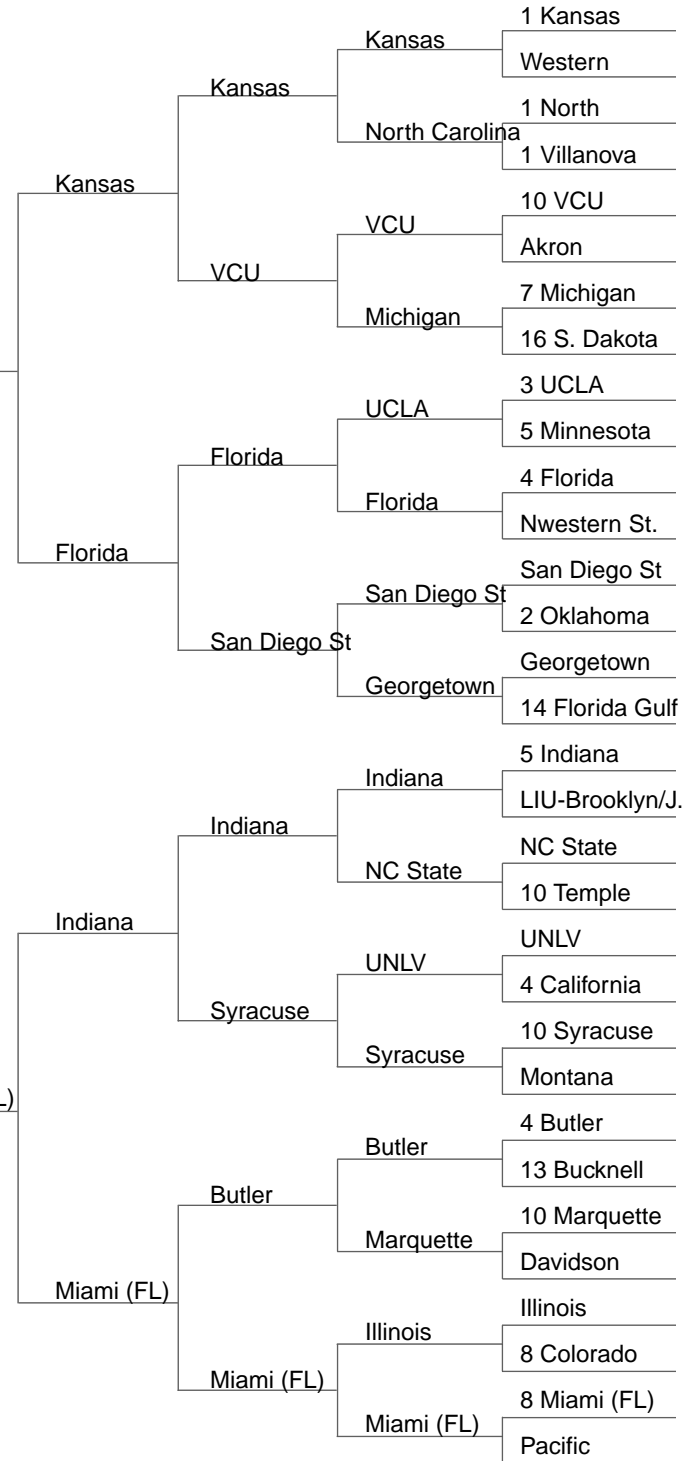 1 Kansas
Kansas
Western
Kansas
1 North
North Carolina
1 Villanova
Kansas
10 VCU
VCU
Akron
VCU
7 Michigan
Michigan
16 S. Dakota
3 UCLA
UCLA
5 Minnesota
Florida
4 Florida
Florida
Nwestern St.
Florida
San Diego St
San Diego St
2 Oklahoma
San Diego St
Georgetown
Georgetown
14 Florida Gulf
5 Indiana
Indiana
LIU-Brooklyn/J.
Indiana
NC State
NC State
10 Temple
Indiana
UNLV
UNLV
4 California
Syracuse
10 Syracuse
Syracuse
Montana
L)
4 Butler
Butler
13 Bucknell
Butler
10 Marquette
Marquette
Davidson
Miami (FL)
Illinois
Illinois
8 Colorado
Miami (FL)
8 Miami (FL)
Miami (FL)
Pacific